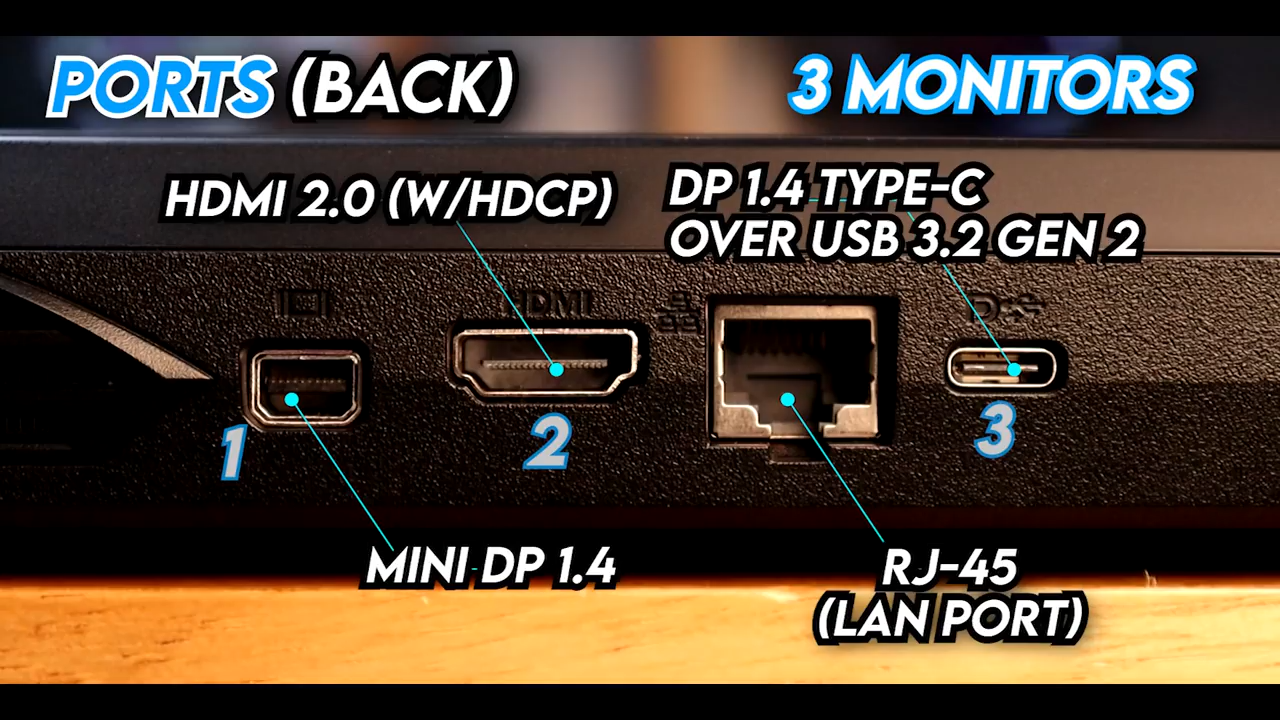 PORTS (BACK)
3 MONITORS
HDMI 2.0 (W/HDCP)
DP 1.4 TYPE-C
OVER USB 3.2 GEN 2
HDMI
1
2
3
MINI DP 1.4
RJ-45
(LAN PORT)